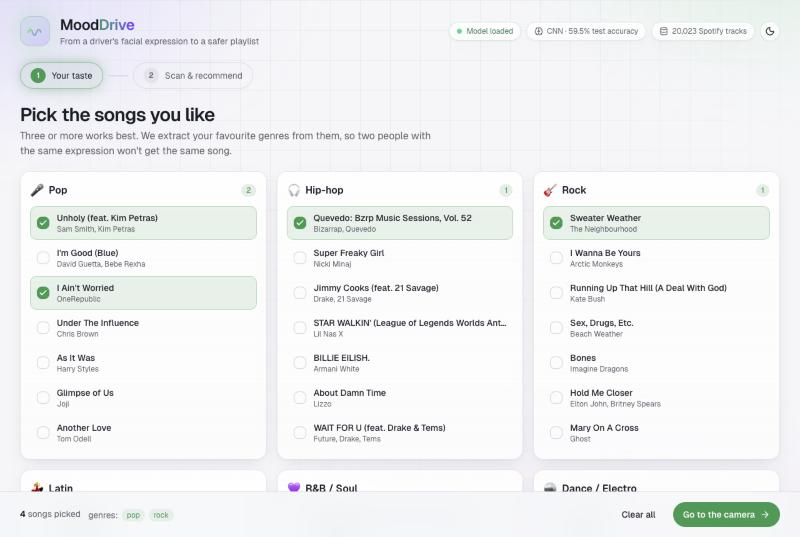 MoodDrive
From a driver's facial expression to a safer playlist
Model loaded
CNN · 59.5% test accuracy
20,023 Spotify tracks
1 Your taste
2 Scan & recommend
Pick the songs you like
Three or more works best. We extract your favourite genres from them, so two people with
the same expression won't get the same song.
Pop 2
Unholy (feat. Kim Petras)
Sam Smith, Kim Petras
I'm Good (Blue)
David Guetta, Bebe Rexha
I Ain't Worried
OneRepublic
Under The Influence
Chris Brown
As It Was
Harry Styles
Glimpse of Us
Joji
Another Love
Tom Odell
Hip-hop 1
Quevedo: Bzrp Music Sessions, Vol. 52
Bizarrap, Quevedo
Super Freaky Girl
Nicki Minaj
Jimmy Cooks (feat. 21 Savage)
Drake, 21 Savage
STAR WALKIN' (League of Legends Worlds Ant...
Lil Nas X
BILLIE EILISH.
Armani White
About Damn Time
Lizzo
WAIT FOR U (feat. Drake & Tems)
Future, Drake, Tems
Rock 1
Sweater Weather
The Neighbourhood
I Wanna Be Yours
Arctic Monkeys
Running Up That Hill (A Deal With God)
Kate Bush
Sex, Drugs, Etc.
Beach Weather
Bones
Imagine Dragons
Hold Me Closer
Elton John, Britney Spears
Mary On A Cross
Ghost
Latin
R&B / Soul
Dance / Electro
4 songs picked genres: pop rock
Clear all
Go to the camera →